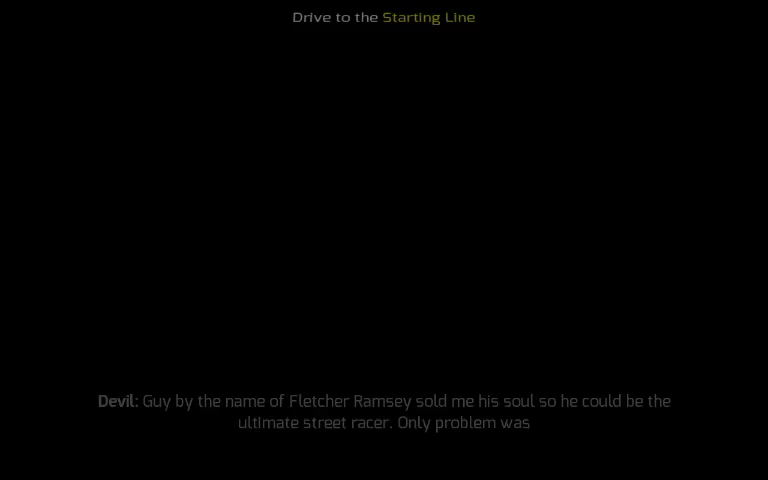 Drive to the Starting Line
Devil: Guy by the name of Fletcher Ramsey sold me his soul so he could be the
ultimate street racer. Only problem was